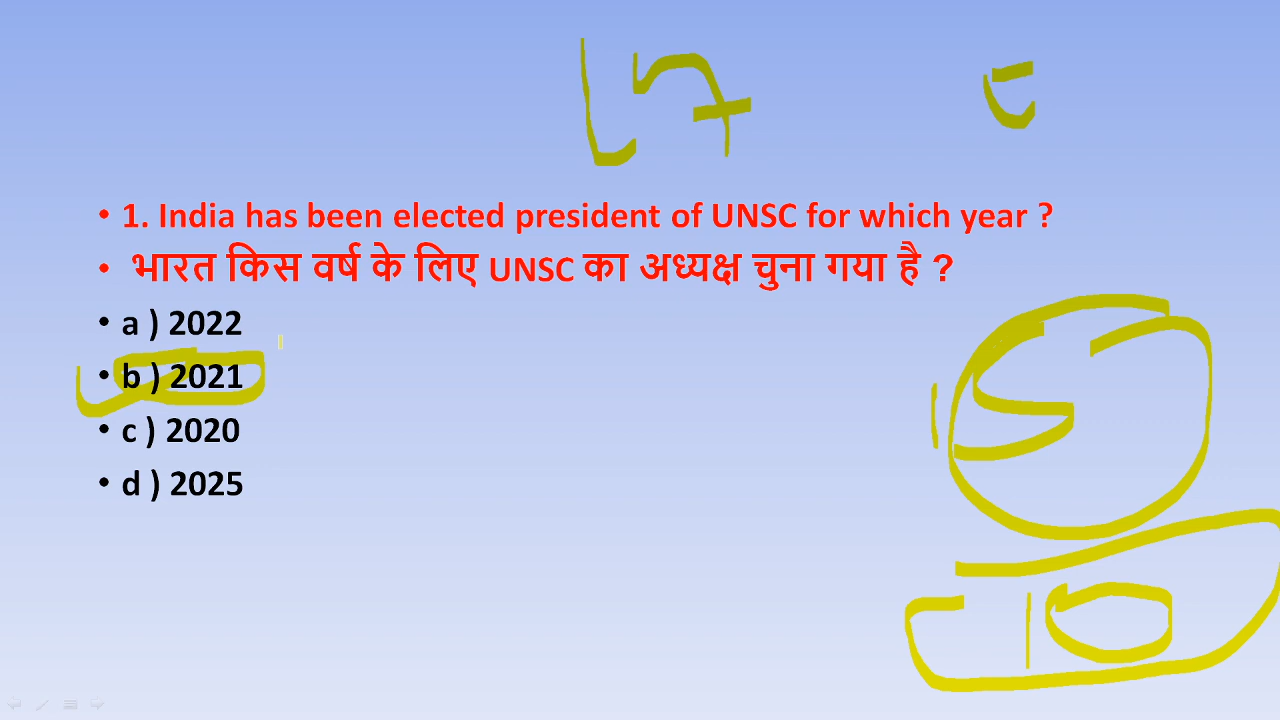 • 1. India has been elected president of UNSC for which year ?
• भारत किस वर्ष के लिए UNSC का अध्यक्ष चुना गया है ?
• a ) 2022
• b ) 2021
• c ) 2020
• d ) 2025
10